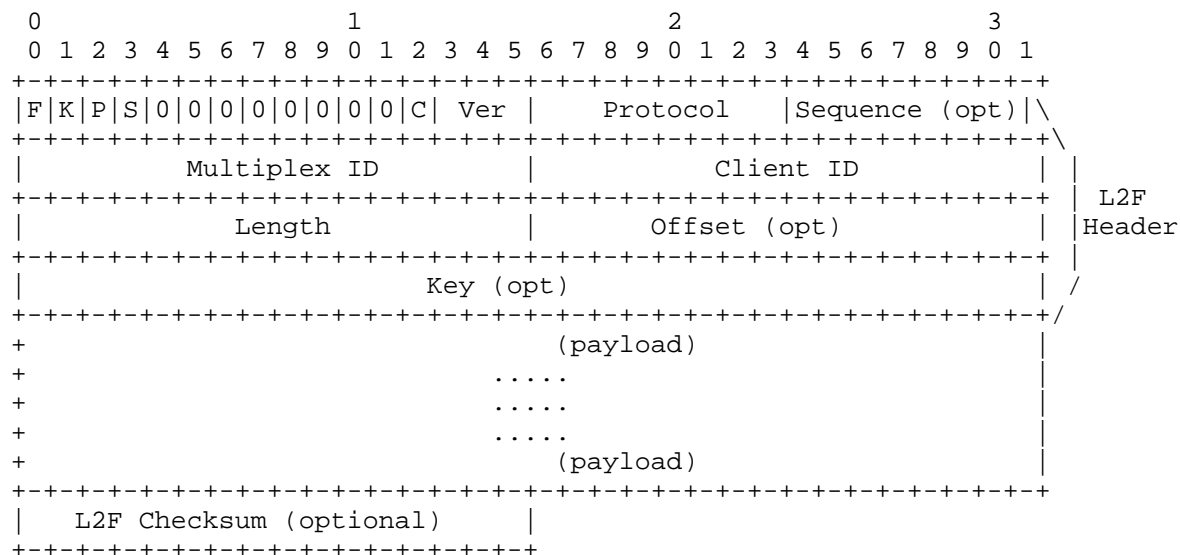 0                   1                   2                   3
 0 1 2 3 4 5 6 7 8 9 0 1 2 3 4 5 6 7 8 9 0 1 2 3 4 5 6 7 8 9 0 1
+-+-+-+-+-+-+-+-+-+-+-+-+-+-+-+-+-+-+-+-+-+-+-+-+-+-+-+-+-+-+-+-+
|F|K|P|S|0|0|0|0|0|0|0|0|C| Ver |    Protocol   |Sequence (opt)|\
+-+-+-+-+-+-+-+-+-+-+-+-+-+-+-+-+-+-+-+-+-+-+-+-+-+-+-+-+-+-+-+-+\
|          Multiplex ID         |           Client ID           | |
+-+-+-+-+-+-+-+-+-+-+-+-+-+-+-+-+-+-+-+-+-+-+-+-+-+-+-+-+-+-+-+-+ | L2F
|             Length            |       Offset (opt)            | |Header
+-+-+-+-+-+-+-+-+-+-+-+-+-+-+-+-+-+-+-+-+-+-+-+-+-+-+-+-+-+-+-+-+ |
|                         Key (opt)                             | /
+-+-+-+-+-+-+-+-+-+-+-+-+-+-+-+-+-+-+-+-+-+-+-+-+-+-+-+-+-+-+-+-+/
+                                 (payload)                     |
+                             .....                             |
+                             .....                             |
+                             .....                             |
+                                 (payload)                     |
+-+-+-+-+-+-+-+-+-+-+-+-+-+-+-+-+-+-+-+-+-+-+-+-+-+-+-+-+-+-+-+-+
|   L2F Checksum (optional)     |
+-+-+-+-+-+-+-+-+-+-+-+-+-+-+-+-+